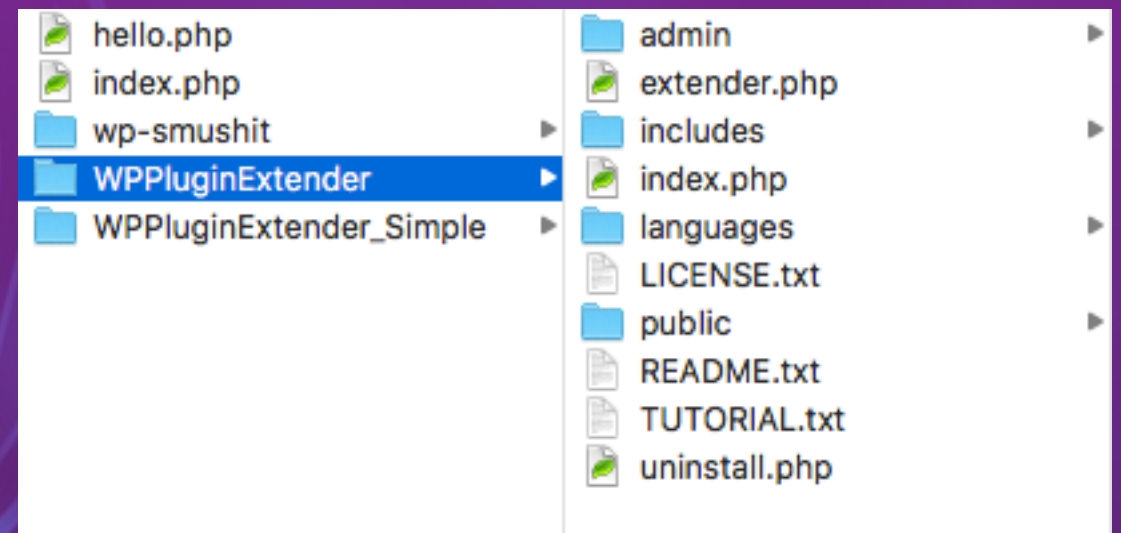 hello.php
index.php
wp-smushit
WPPluginExtender
WPPluginExtender_Simple
admin
extender.php
includes
index.php
languages
LICENSE.txt
public
README.txt
TUTORIAL.txt
uninstall.php